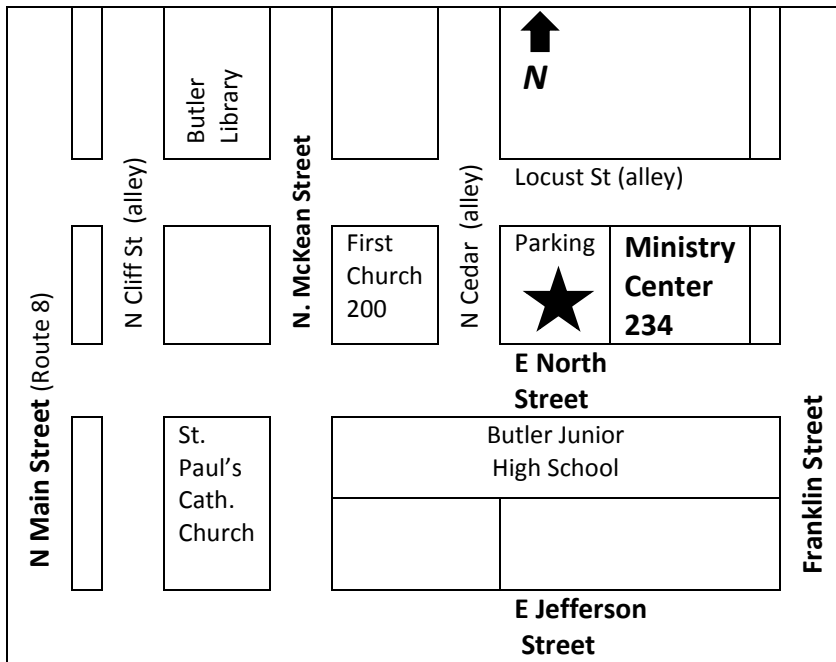 N
Butler
Library
Locust St (alley)
N Cliff St  (alley)
N. McKean Street
N Cedar  (alley)
First
Church
200
Parking
Ministry
Center
234
E North
Street
N Main Street (Route 8)
St.
Paul's
Cath.
Church
Butler Junior
High School
Franklin Street
E Jefferson
Street